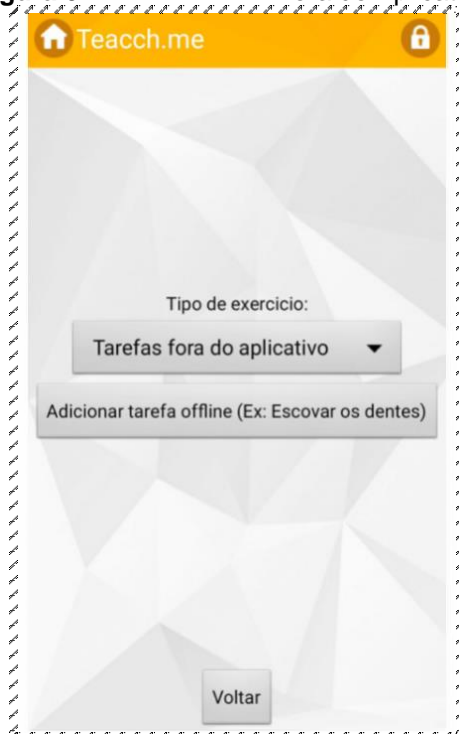 Teacch.me
Tipo de exercicio:
Tarefas fora do aplicativo
Adicionar tarefa offline (Ex: Escovar os dentes)
Voltar